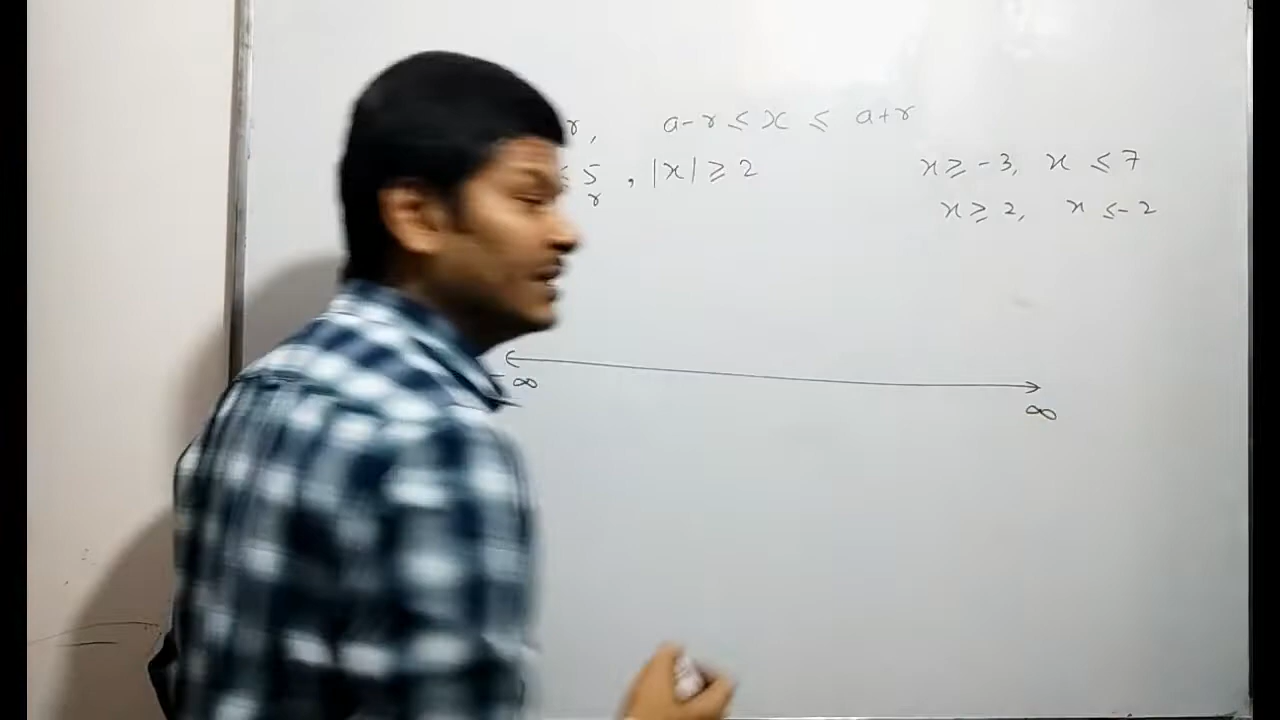 r, a-r ≤ x ≤ a+r
≤ 5, |x| ≥ 2 x ≥ -3, x ≤ 7
r x ≥ 2, x ≤ -2
-∞ ∞